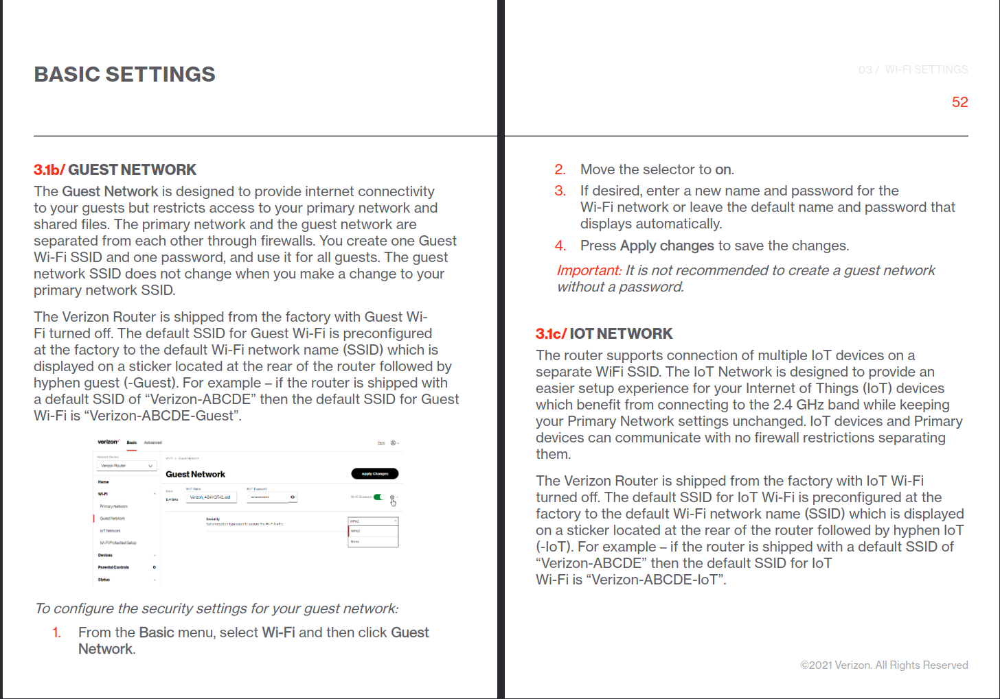 BASIC SETTINGS
3.1b/ GUEST NETWORK
The Guest Network is designed to provide internet connectivity
to your guests but restricts access to your primary network and
shared files. The primary network and the guest network are
separated from each other through firewalls. You create one Guest
Wi-Fi SSID and one password, and use it for all guests. The guest
network SSID does not change when you make a change to your
primary network SSID.
The Verizon Router is shipped from the factory with Guest Wi-
Fi turned off. The default SSID for Guest Wi-Fi is preconfigured
at the factory to the default Wi-Fi network name (SSID) which is
displayed on a sticker located at the rear of the router followed by
hyphen guest (-Guest). For example – if the router is shipped with
a default SSID of “Verizon-ABCDE” then the default SSID for Guest
Wi-Fi is “Verizon-ABCDE-Guest”.
verizon Basic Advanced
Network Device
Verizon Router
Home
Wi-Fi
Primary Network
Guest Network
IoT Network
Wi-Fi Protected Setup
Devices
Parental Controls 0
Status
Wi-Fi > Guest Network
Guest Network Apply Changes
Wi-Fi Name Wi-Fi Password
2.4 GHz Verizon_4G4YQT-Guest •••••••••••• Wi-Fi Enabled
Security
Set encryption type used to secure the Wi-Fi traffic
WPA2
WPA2
None
To configure the security settings for your guest network:
1. From the Basic menu, select Wi-Fi and then click Guest
Network.
03 / WI-FI SETTINGS
52
2. Move the selector to on.
3. If desired, enter a new name and password for the
Wi-Fi network or leave the default name and password that
displays automatically.
4. Press Apply changes to save the changes.
Important: It is not recommended to create a guest network
without a password.
3.1c/ IOT NETWORK
The router supports connection of multiple IoT devices on a
separate WiFi SSID. The IoT Network is designed to provide an
easier setup experience for your Internet of Things (IoT) devices
which benefit from connecting to the 2.4 GHz band while keeping
your Primary Network settings unchanged. IoT devices and Primary
devices can communicate with no firewall restrictions separating
them.
The Verizon Router is shipped from the factory with IoT Wi-Fi
turned off. The default SSID for IoT Wi-Fi is preconfigured at the
factory to the default Wi-Fi network name (SSID) which is displayed
on a sticker located at the rear of the router followed by hyphen IoT
(-IoT). For example – if the router is shipped with a default SSID of
“Verizon-ABCDE” then the default SSID for IoT
Wi-Fi is “Verizon-ABCDE-IoT”.
©2021 Verizon. All Rights Reserved